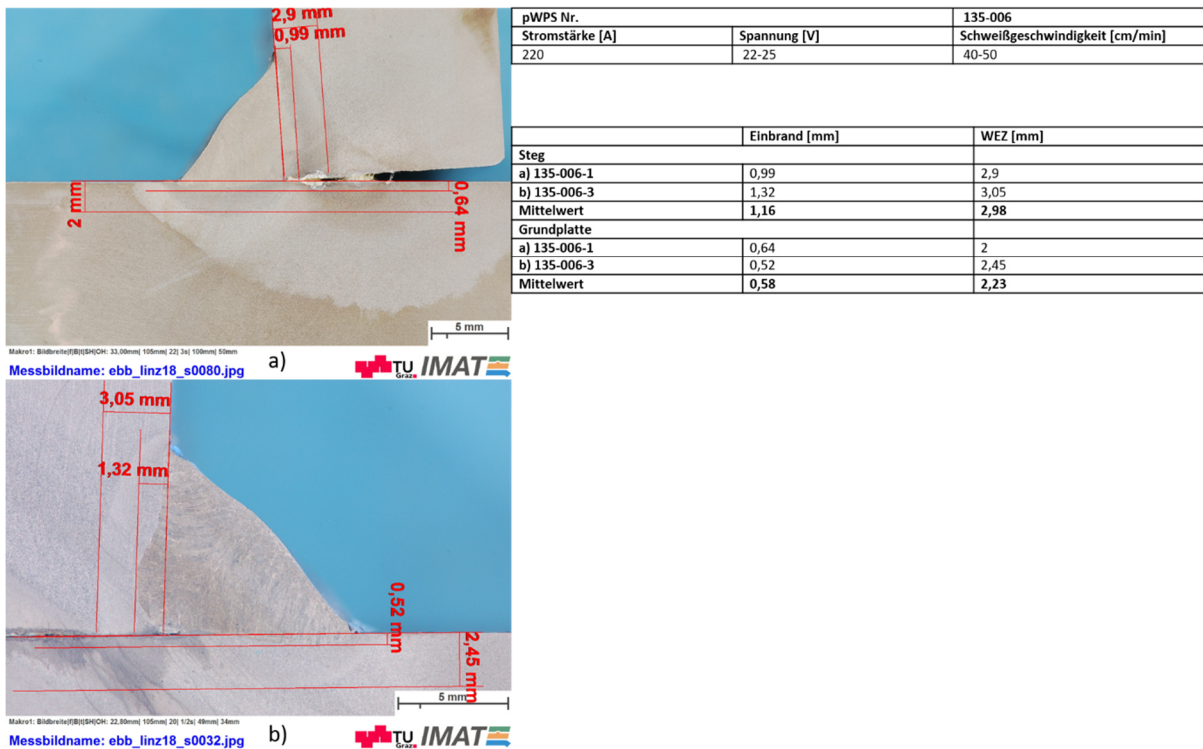 2,9 mm
0,99 mm
2 mm
0,64 mm
5 mm
Makro1: Bildbreite|f|B|t|SH|OH: 33,00mm| 105mm| 22| 3s| 100mm| 50mm
Messbildname: ebb_linz18_s0080.jpg
a)
TU Graz IMAT
3,05 mm
1,32 mm
0,52 mm
2,45 mm
5 mm
Makro1: Bildbreite|f|B|t|SH|OH: 22,80mm| 105mm| 20| 1/2s| 49mm| 34mm
Messbildname: ebb_linz18_s0032.jpg
b)
TU Graz IMAT
pWPS Nr. 135-006
Stromstärke [A] Spannung [V] Schweißgeschwindigkeit [cm/min]
220 22-25 40-50
Einbrand [mm] WEZ [mm]
Steg
a) 135-006-1 0,99 2,9
b) 135-006-3 1,32 3,05
Mittelwert 1,16 2,98
Grundplatte
a) 135-006-1 0,64 2
b) 135-006-3 0,52 2,45
Mittelwert 0,58 2,23